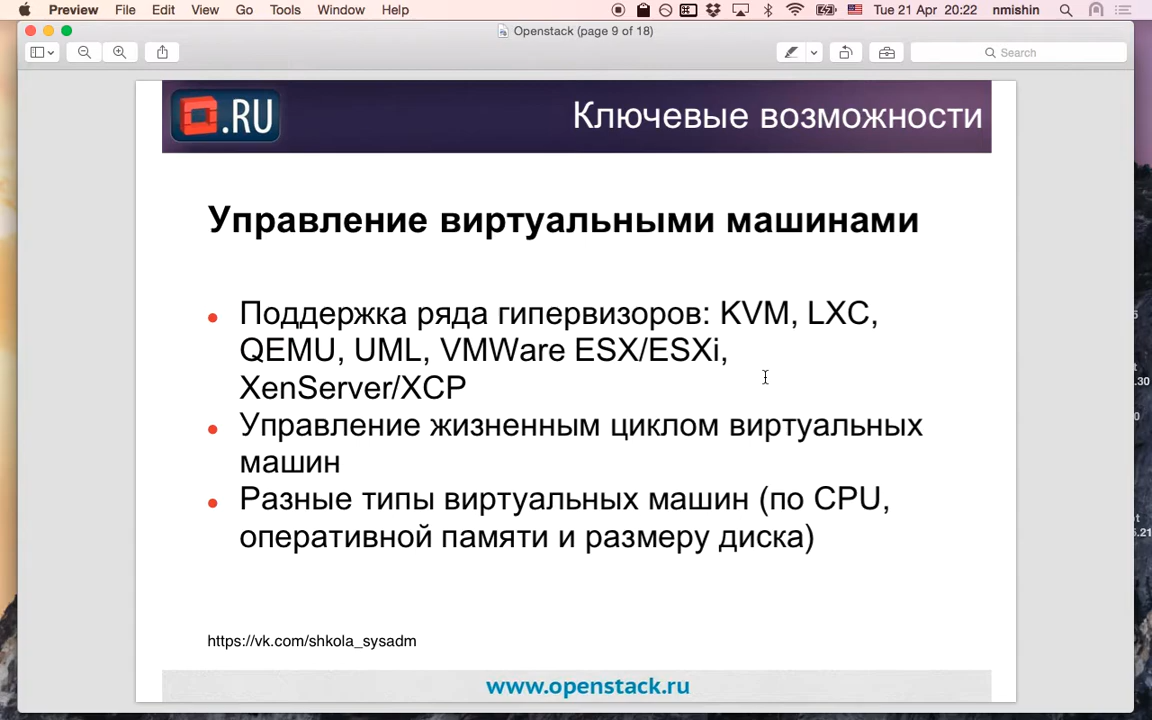 Preview File Edit View Go Tools Window Help Tue 21 Apr 20:22 nmishin
Openstack (page 9 of 18)
Search
.RU
Ключевые возможности
Управление виртуальными машинами
Поддержка ряда гипервизоров: KVM, LXC,
QEMU, UML, VMWare ESX/ESXi,
XenServer/XCP
Управление жизненным циклом виртуальных
машин
Разные типы виртуальных машин (по CPU,
оперативной памяти и размеру диска)
https://vk.com/shkola_sysadm
www.openstack.ru